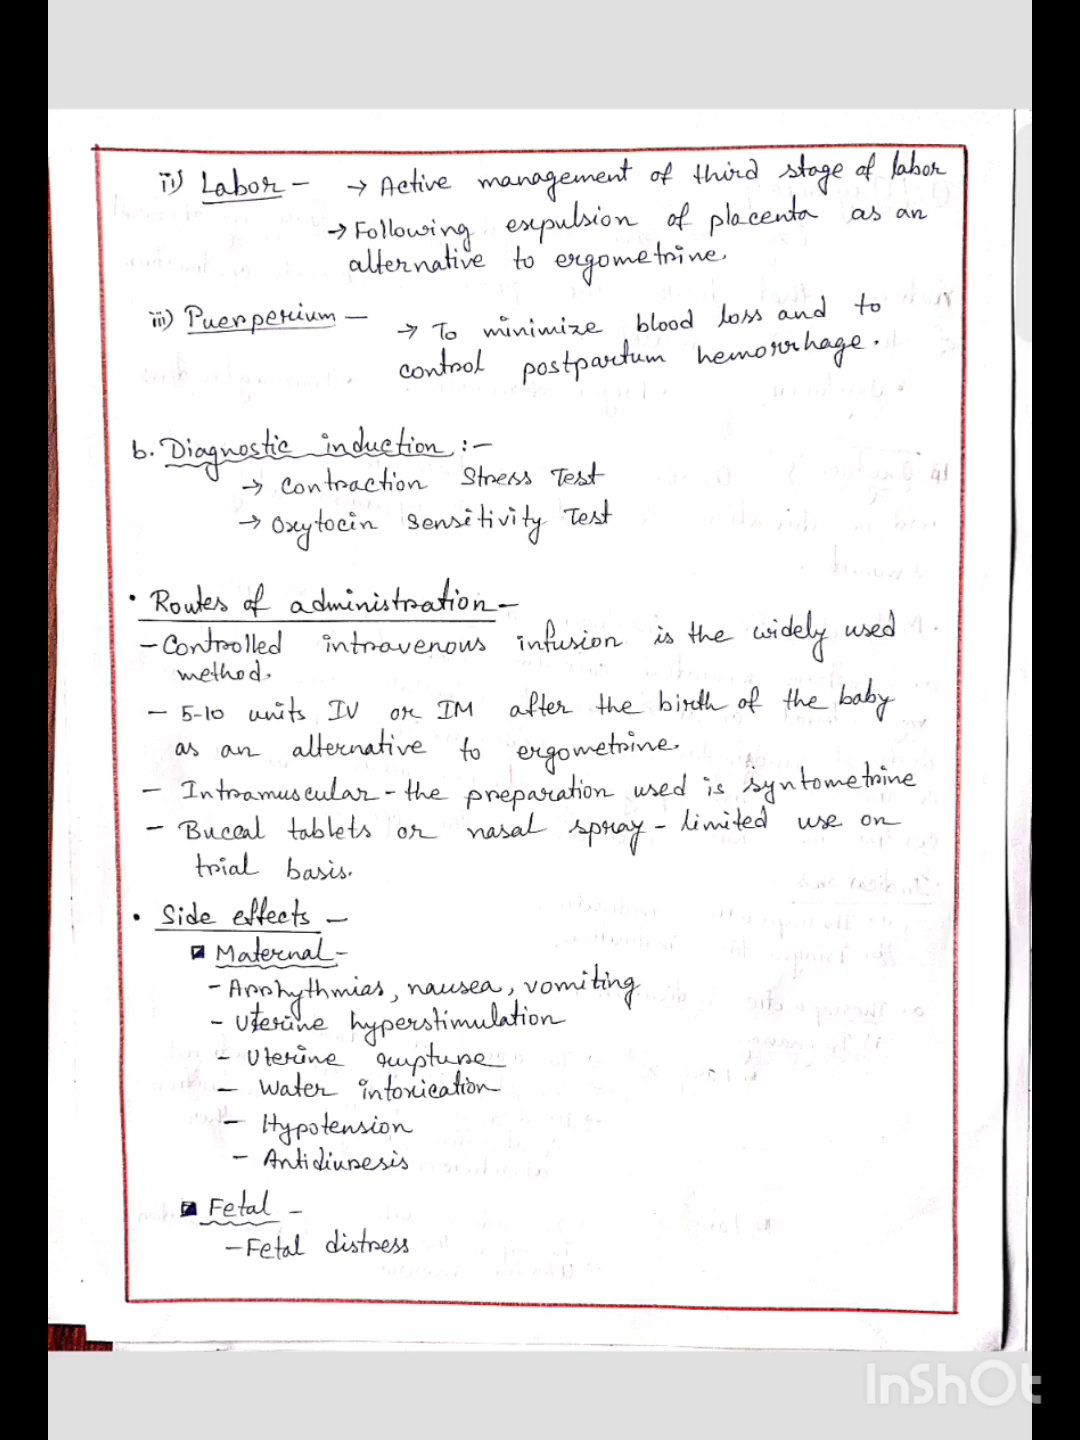 ii) Labor - → Active management of third stage of labor
→ Following expulsion of placenta as an
alternative to ergometrine.
iii) Puerperium - → To minimize blood loss and to
control postpartum hemorrhage.
b. Diagnostic induction :-
→ Contraction Stress Test
→ Oxytocin Sensitivity Test
• Routes of administration -
- Controlled intravenous infusion is the widely used
method.
- 5-10 units IV or IM after the birth of the baby
as an alternative to ergometrine.
- Intramuscular - the preparation used is syntometrine
- Buccal tablets or nasal spray - limited use on
trial basis.
• Side effects -
Maternal -
- Arrhythmias, nausea, vomiting
- Uterine hyperstimulation
- Uterine rupture
- Water intoxication
- Hypotension
- Antidiuresis
Fetal -
- Fetal distress
InShOt